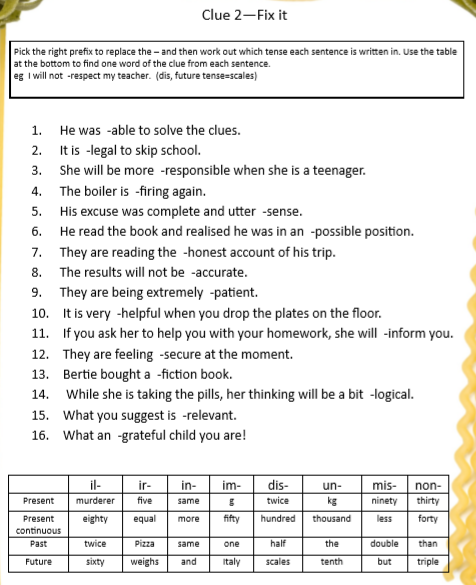 Clue 2—Fix it
Pick the right prefix to replace the – and then work out which tense each sentence is written in. Use the table
at the bottom to find one word of the clue from each sentence.
eg I will not -respect my teacher. (dis, future tense=scales)
1. He was -able to solve the clues.
2. It is -legal to skip school.
3. She will be more -responsible when she is a teenager.
4. The boiler is -firing again.
5. His excuse was complete and utter -sense.
6. He read the book and realised he was in an -possible position.
7. They are reading the -honest account of his trip.
8. The results will not be -accurate.
9. They are being extremely -patient.
10. It is very -helpful when you drop the plates on the floor.
11. If you ask her to help you with your homework, she will -inform you.
12. They are feeling -secure at the moment.
13. Bertie bought a -fiction book.
14. While she is taking the pills, her thinking will be a bit -logical.
15. What you suggest is -relevant.
16. What an -grateful child you are!
il- ir- in- im- dis- un- mis- non-
Present murderer five same g twice kg ninety thirty
Present continuous eighty equal more fifty hundred thousand less forty
Past twice Pizza same one half the double than
Future sixty weighs and Italy scales tenth but triple